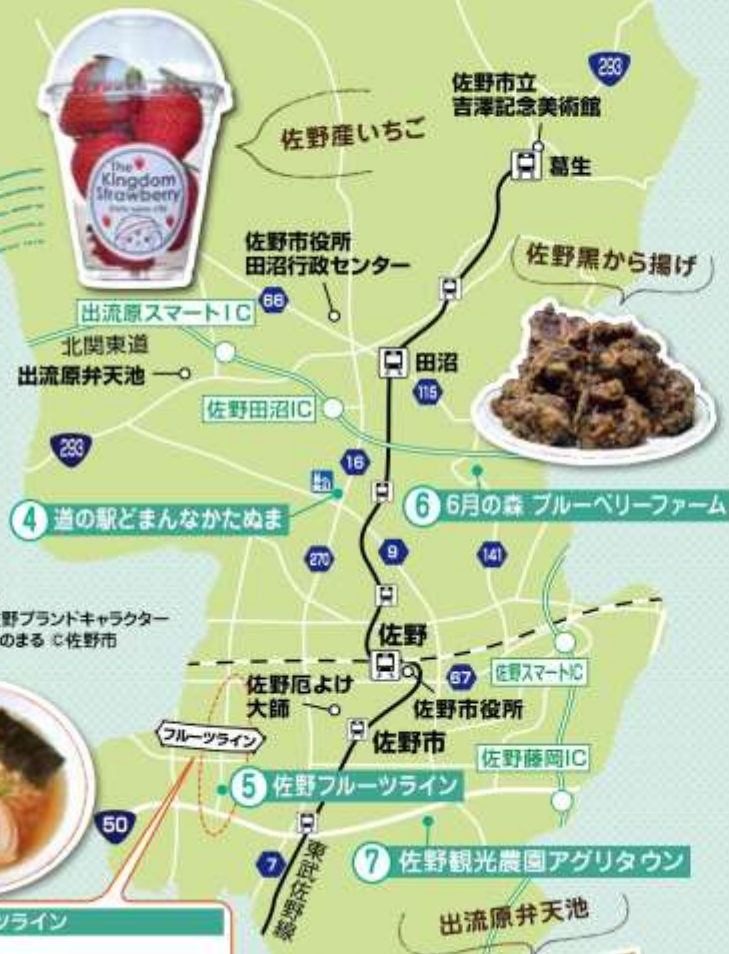 293
佐野市立
吉澤記念美術館
葛生
佐野産いちご
The
Kingdom
Strawberry
佐野市役所
田沼行政センター
佐野黒から揚げ
66
出流原スマートIC
北関東道
出流原弁天池
田沼
115
佐野田沼IC
293
16
④ 道の駅どまんなかたぬま
⑥ 6月の森 ブルーベリーファーム
270
9
141
野ブランドキャラクター
のまる ©佐野市
佐野
67
佐野スマートIC
佐野厄よけ
大師
佐野市役所
フルーツライン
佐野市
佐野藤岡IC
⑤ 佐野フルーツライン
50
7
東武佐野線
⑦ 佐野観光農園アグリタウン
ツライン
出流原弁天池